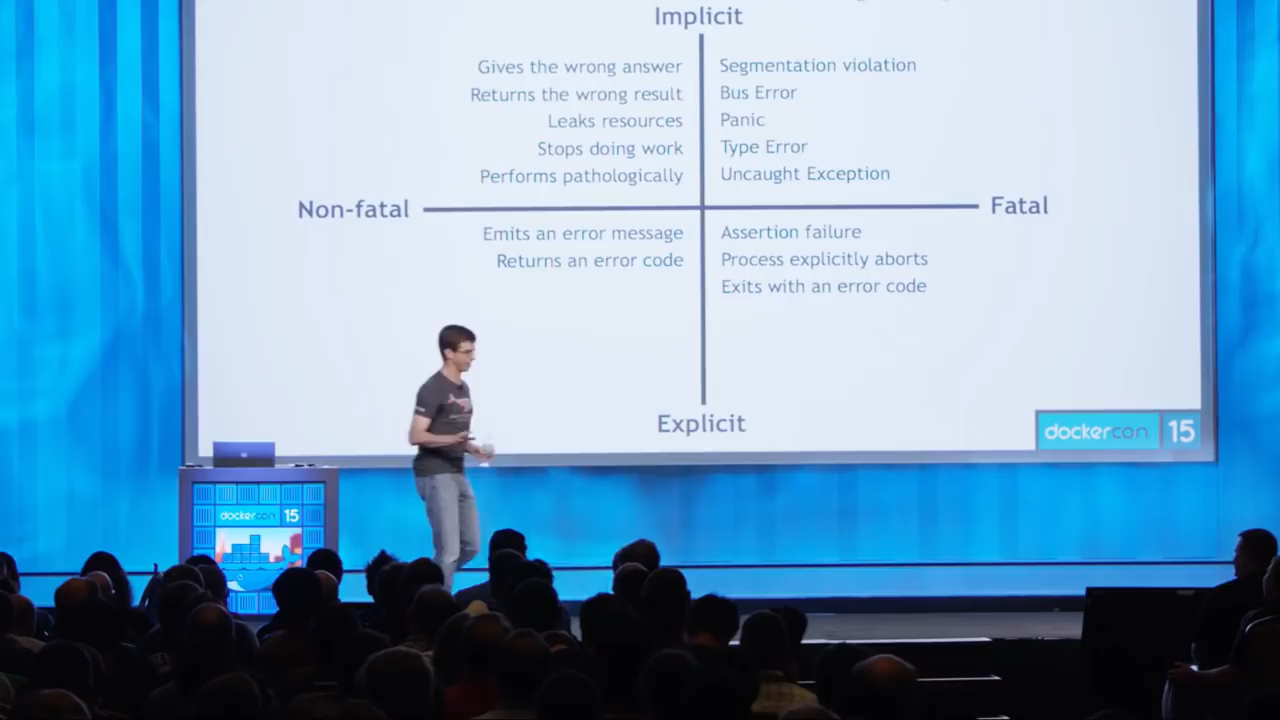 Implicit
Gives the wrong answer
Returns the wrong result
Leaks resources
Stops doing work
Performs pathologically
Segmentation violation
Bus Error
Panic
Type Error
Uncaught Exception
Non-fatal
Fatal
Emits an error message
Returns an error code
Assertion failure
Process explicitly aborts
Exits with an error code
Explicit
dockercon 15
dockercon 15